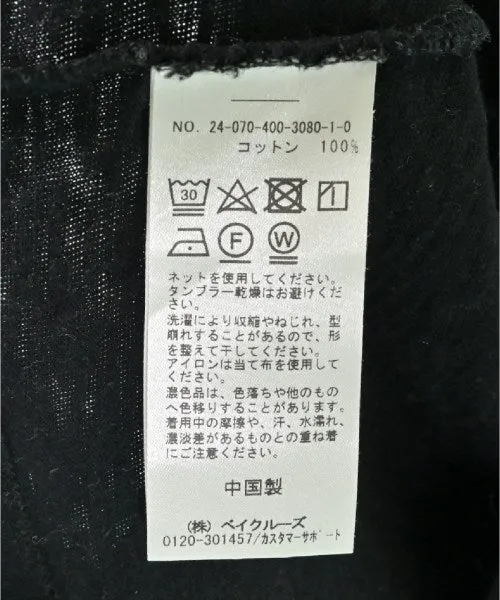 NO. 24-070-400-3080-1-0
コットン 100%
30
F W
ネットを使用してください。
タンブラー乾燥はお避けくだ
さい。
洗濯により収縮やねじれ、型
崩れすることがあるので、形
を整えて干してください。
アイロンは当て布を使用して
ください。
濃色品は、色落ちや他のもの
へ色移りすることがあります。
着用中の摩擦や、汗、水濡れ、
濃淡差があるものとの重ね着
にご注意ください。
中国製
(株) ベイクルーズ
0120-301457/カスタマーサポート